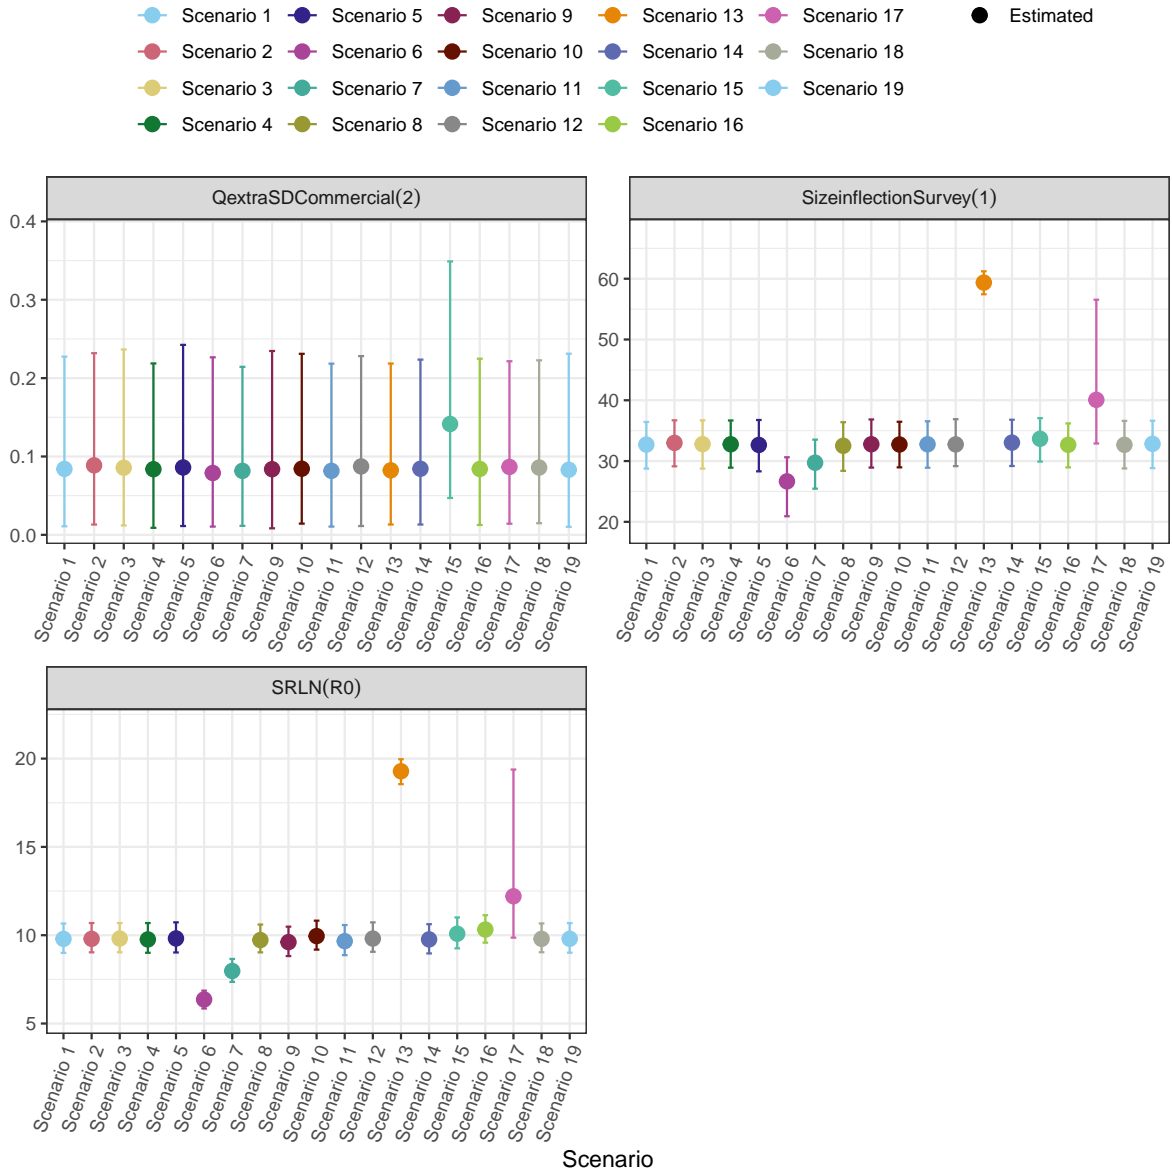 Scenario 1 Scenario 5 Scenario 9 Scenario 13 Scenario 17 Estimated
Scenario 2 Scenario 6 Scenario 10 Scenario 14 Scenario 18
Scenario 3 Scenario 7 Scenario 11 Scenario 15 Scenario 19
Scenario 4 Scenario 8 Scenario 12 Scenario 16
QextraSDCommercial(2)
0.4
0.3
0.2
0.1
0.0
Scenario 1
Scenario 2
Scenario 3
Scenario 4
Scenario 5
Scenario 6
Scenario 7
Scenario 9
Scenario 10
Scenario 11
Scenario 12
Scenario 13
Scenario 14
Scenario 15
Scenario 16
Scenario 17
Scenario 18
Scenario 19
SizeinflectionSurvey(1)
60
50
40
30
20
Scenario 1
Scenario 2
Scenario 3
Scenario 4
Scenario 5
Scenario 6
Scenario 7
Scenario 8
Scenario 9
Scenario 10
Scenario 11
Scenario 12
Scenario 13
Scenario 14
Scenario 15
Scenario 16
Scenario 17
Scenario 18
Scenario 19
SRLN(R0)
20
15
10
5
Scenario 1
Scenario 2
Scenario 3
Scenario 4
Scenario 5
Scenario 6
Scenario 7
Scenario 8
Scenario 9
Scenario 10
Scenario 11
Scenario 12
Scenario 13
Scenario 14
Scenario 15
Scenario 16
Scenario 17
Scenario 18
Scenario 19
Scenario